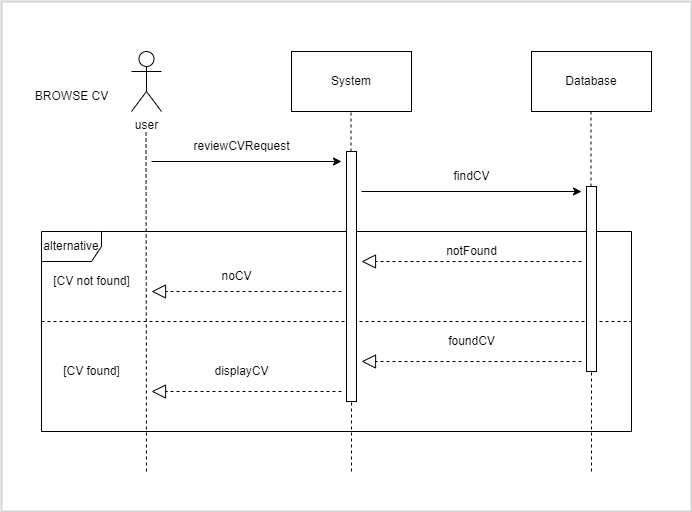 System
Database
BROWSE CV
user
reviewCVRequest
findCV
alternative
notFound
[CV not found]
noCV
foundCV
[CV found]
displayCV